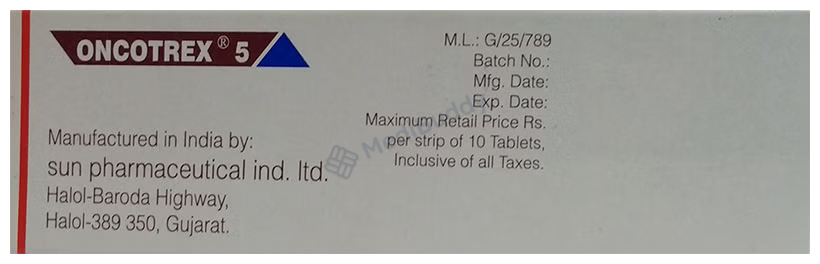 ONCOTREX® 5
Manufactured in India by:
sun pharmaceutical ind. ltd.
Halol-Baroda Highway,
Halol-389 350, Gujarat.
M.L.: G/25/789
Batch No.:
Mfg. Date:
Exp. Date:
Maximum Retail Price Rs.
per strip of 10 Tablets,
Inclusive of all Taxes.
MediBuddy